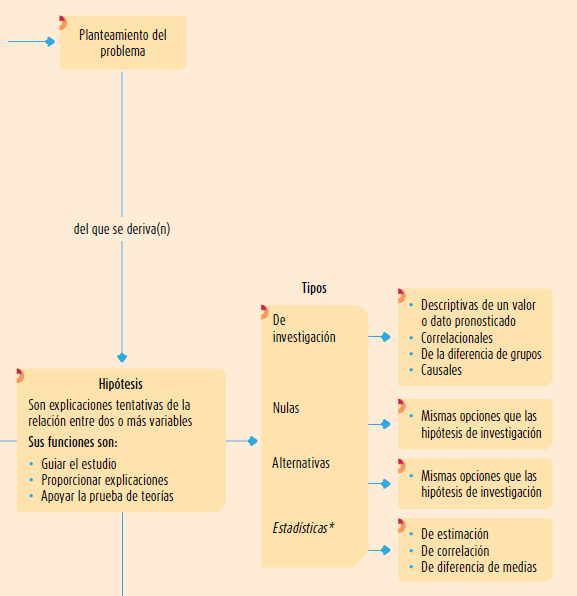 Planteamiento del
problema
del que se deriva(n)
Hipótesis
Son explicaciones tentativas de la
relación entre dos o más variables
Sus funciones son:
• Guiar el estudio
• Proporcionar explicaciones
• Apoyar la prueba de teorías
Tipos
De
investigación
• Descriptivas de un valor
o dato pronosticado
• Correlacionales
• De la diferencia de grupos
• Causales
Nulas
• Mismas opciones que las
hipótesis de investigación
Alternativas
• Mismas opciones que las
hipótesis de investigación
Estadísticas*
• De estimación
• De correlación
• De diferencia de medias